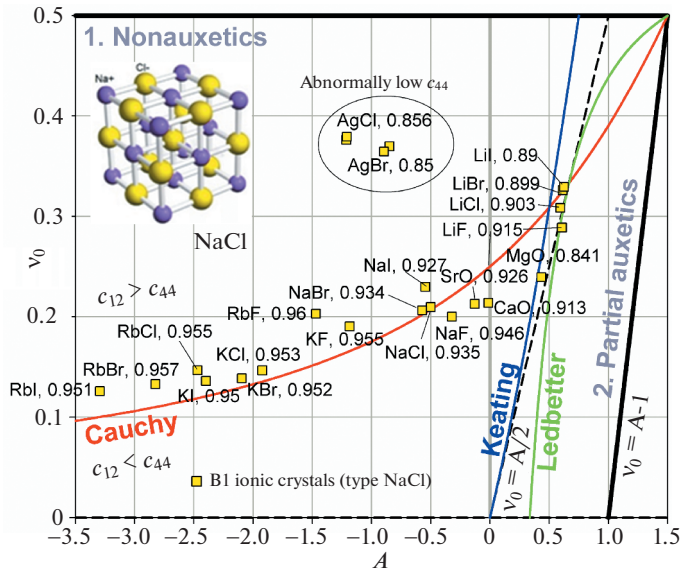 0.5
1. Nonauxetics
Cl-
Na+
Abnormally low c44
0.4
AgCl, 0.856
AgBr, 0.85
LiI, 0.89
LiBr, 0.899
LiCl, 0.903
0.3
LiF, 0.915
NaCl
MgO, 0.841
ν0
NaI, 0.927
SrO, 0.926
c12 > c44
NaBr, 0.934
RbF, 0.96
CaO, 0.913
0.2
RbCl, 0.955
KF, 0.955
NaF, 0.946
KCl, 0.953
NaCl, 0.935
RbBr, 0.957
RbI, 0.951
KI, 0.95
KBr, 0.952
0.1
Cauchy
c12 < c44
Keating
ν0 = A/2
Ledbetter
2. Partial auxetics
ν0 = A-1
B1 ionic crystals (type NaCl)
0
−3.5 −3.0 −2.5 −2.0 −1.5 −1.0 −0.5 0 0.5 1.0 1.5
A